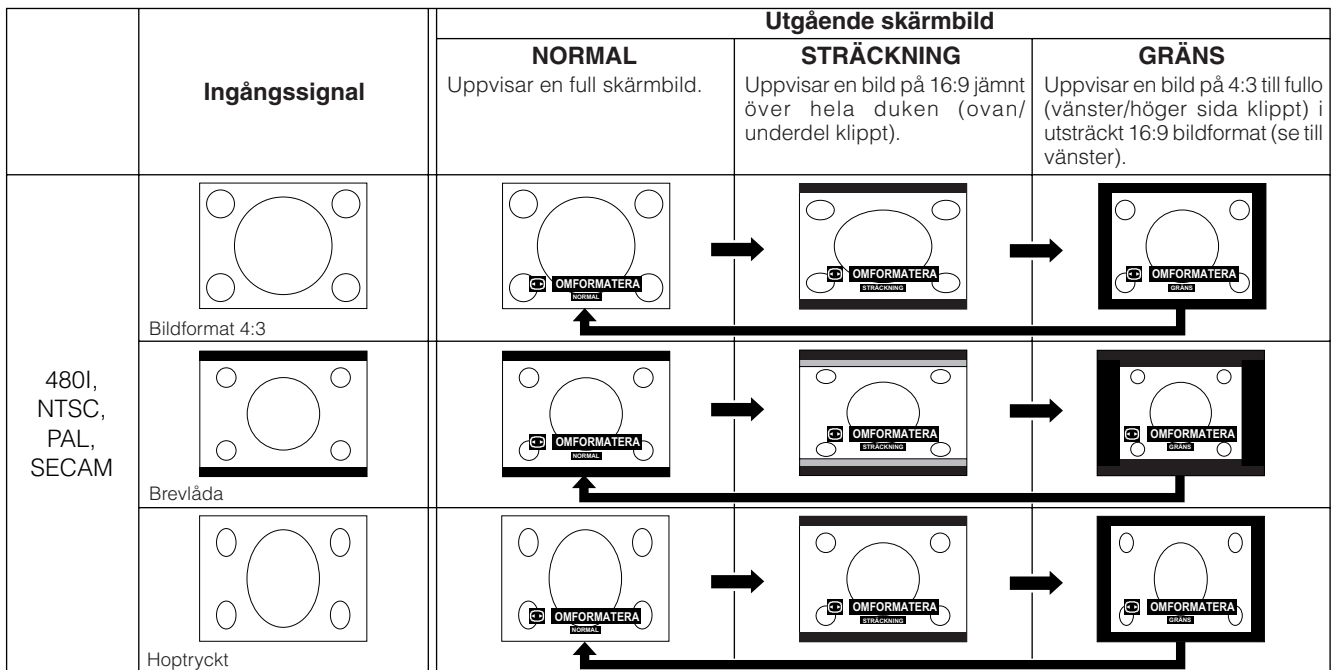 Utgående skärmbild
Ingångssignal
NORMAL
Uppvisar en full skärmbild.
STRÄCKNING
Uppvisar en bild på 16:9 jämnt
över hela duken (ovan/
underdel klippt).
GRÄNS
Uppvisar en bild på 4:3 till fullo
(vänster/höger sida klippt) i
utsträckt 16:9 bildformat (se till
vänster).
480I,
NTSC,
PAL,
SECAM
Bildformat 4:3
OMFORMATERA
NORMAL
OMFORMATERA
STRÄCKNING
OMFORMATERA
GRÄNS
Brevlåda
OMFORMATERA
NORMAL
OMFORMATERA
STRÄCKNING
OMFORMATERA
GRÄNS
Hoptryckt
OMFORMATERA
NORMAL
OMFORMATERA
STRÄCKNING
OMFORMATERA
GRÄNS